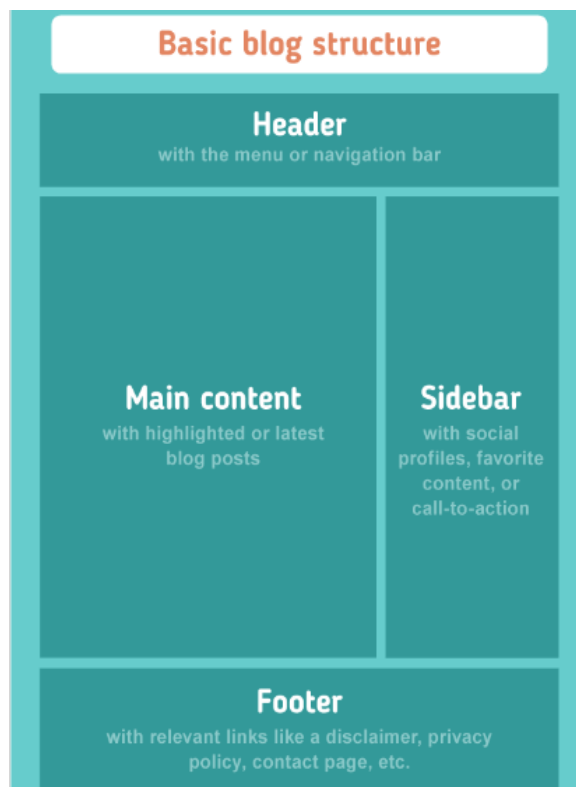 Basic blog structure
Header
with the menu or navigation bar
Main content
with highlighted or latest
blog posts
Sidebar
with social
profiles, favorite
content, or
call-to-action
Footer
with relevant links like a disclaimer, privacy
policy, contact page, etc.